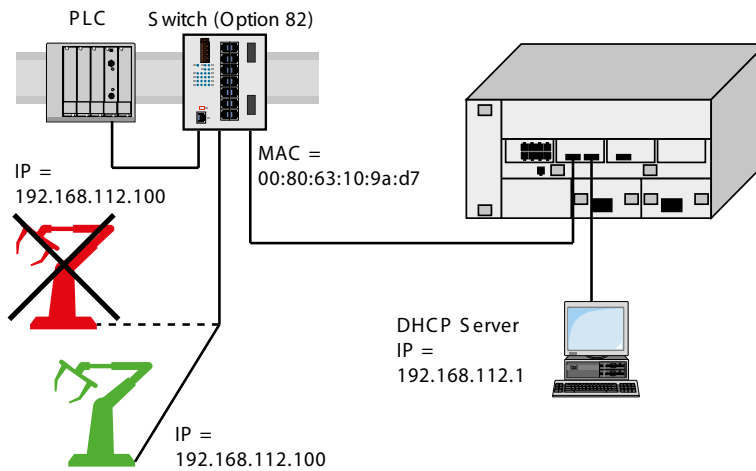 PLC
Switch (Option 82)
IP =
192.168.112.100
MAC =
00:80:63:10:9a:d7
DHCP Server
IP =
192.168.112.1
IP =
192.168.112.100